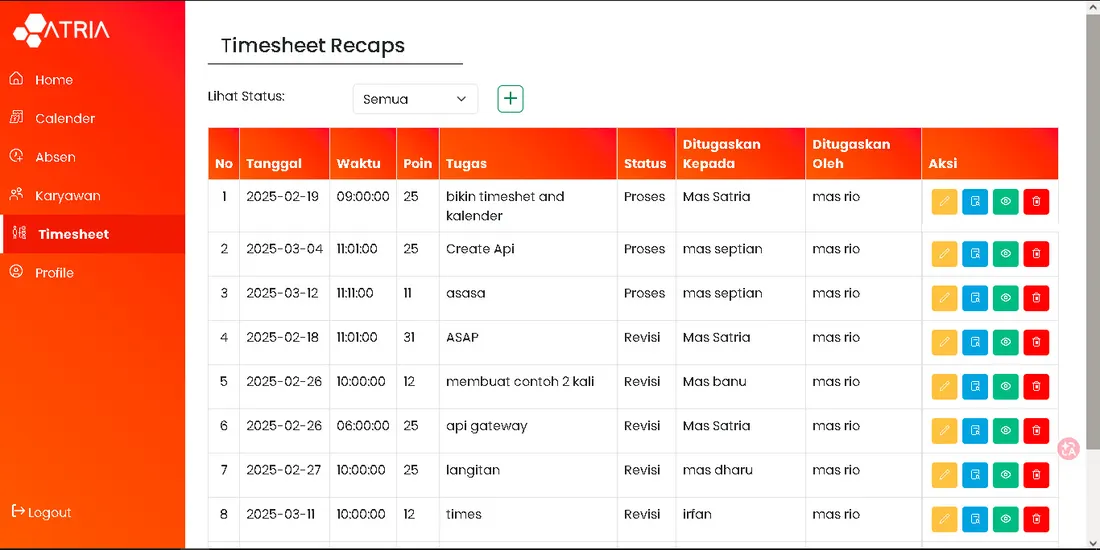 ATRIA
Home
Calender
Absen
Karyawan
Timesheet
Profile
Logout
Timesheet Recaps
Lihat Status: Semua
No Tanggal Waktu Poin Tugas Status Ditugaskan Kepada Ditugaskan Oleh Aksi
1 2025-02-19 09:00:00 25 bikin timeshet and kalender Proses Mas Satria mas rio
2 2025-03-04 11:01:00 25 Create Api Proses mas septian mas rio
3 2025-03-12 11:11:00 11 asasa Proses mas septian mas rio
4 2025-02-18 11:01:00 31 ASAP Revisi Mas Satria mas rio
5 2025-02-26 10:00:00 12 membuat contoh 2 kali Revisi Mas banu mas rio
6 2025-02-26 06:00:00 25 api gateway Revisi Mas Satria mas rio
7 2025-02-27 10:00:00 25 langitan Revisi mas dharu mas rio
8 2025-03-11 10:00:00 12 times Revisi irfan mas rio